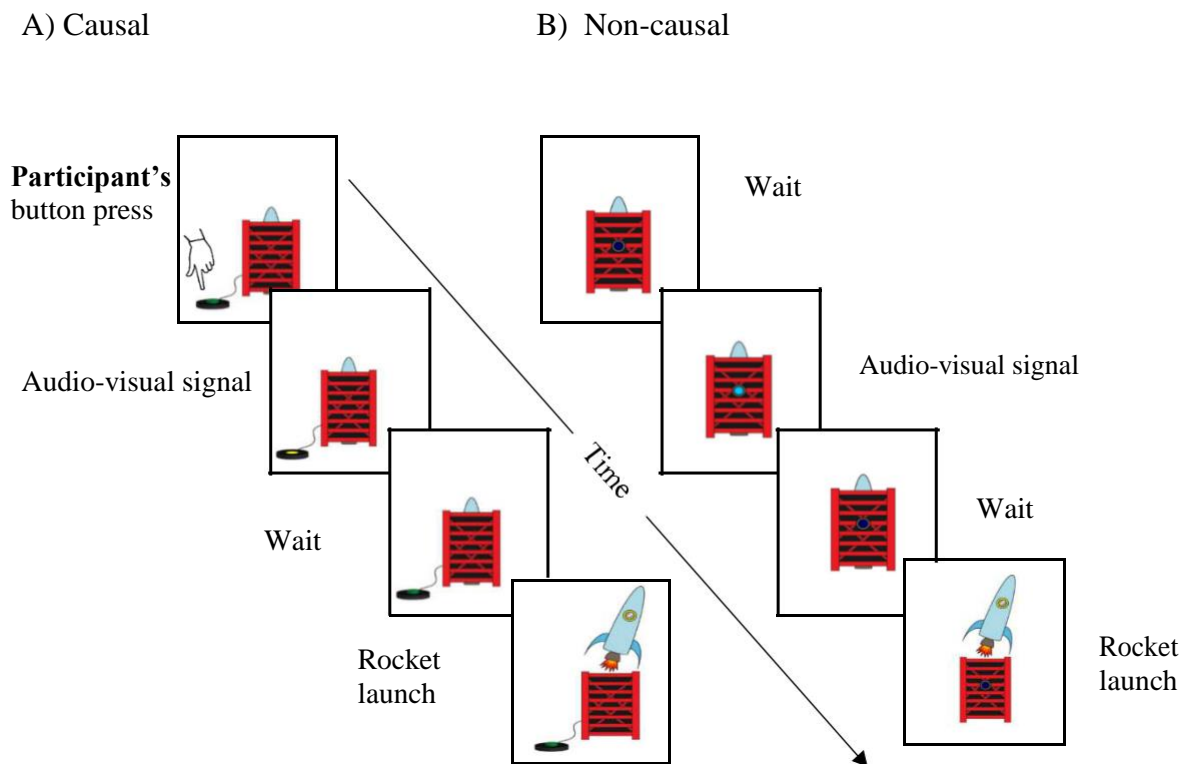 A) Causal
B) Non-causal
Participant's
button press
Audio-visual signal
Wait
Rocket
launch
Time
Wait
Audio-visual signal
Wait
Rocket
launch